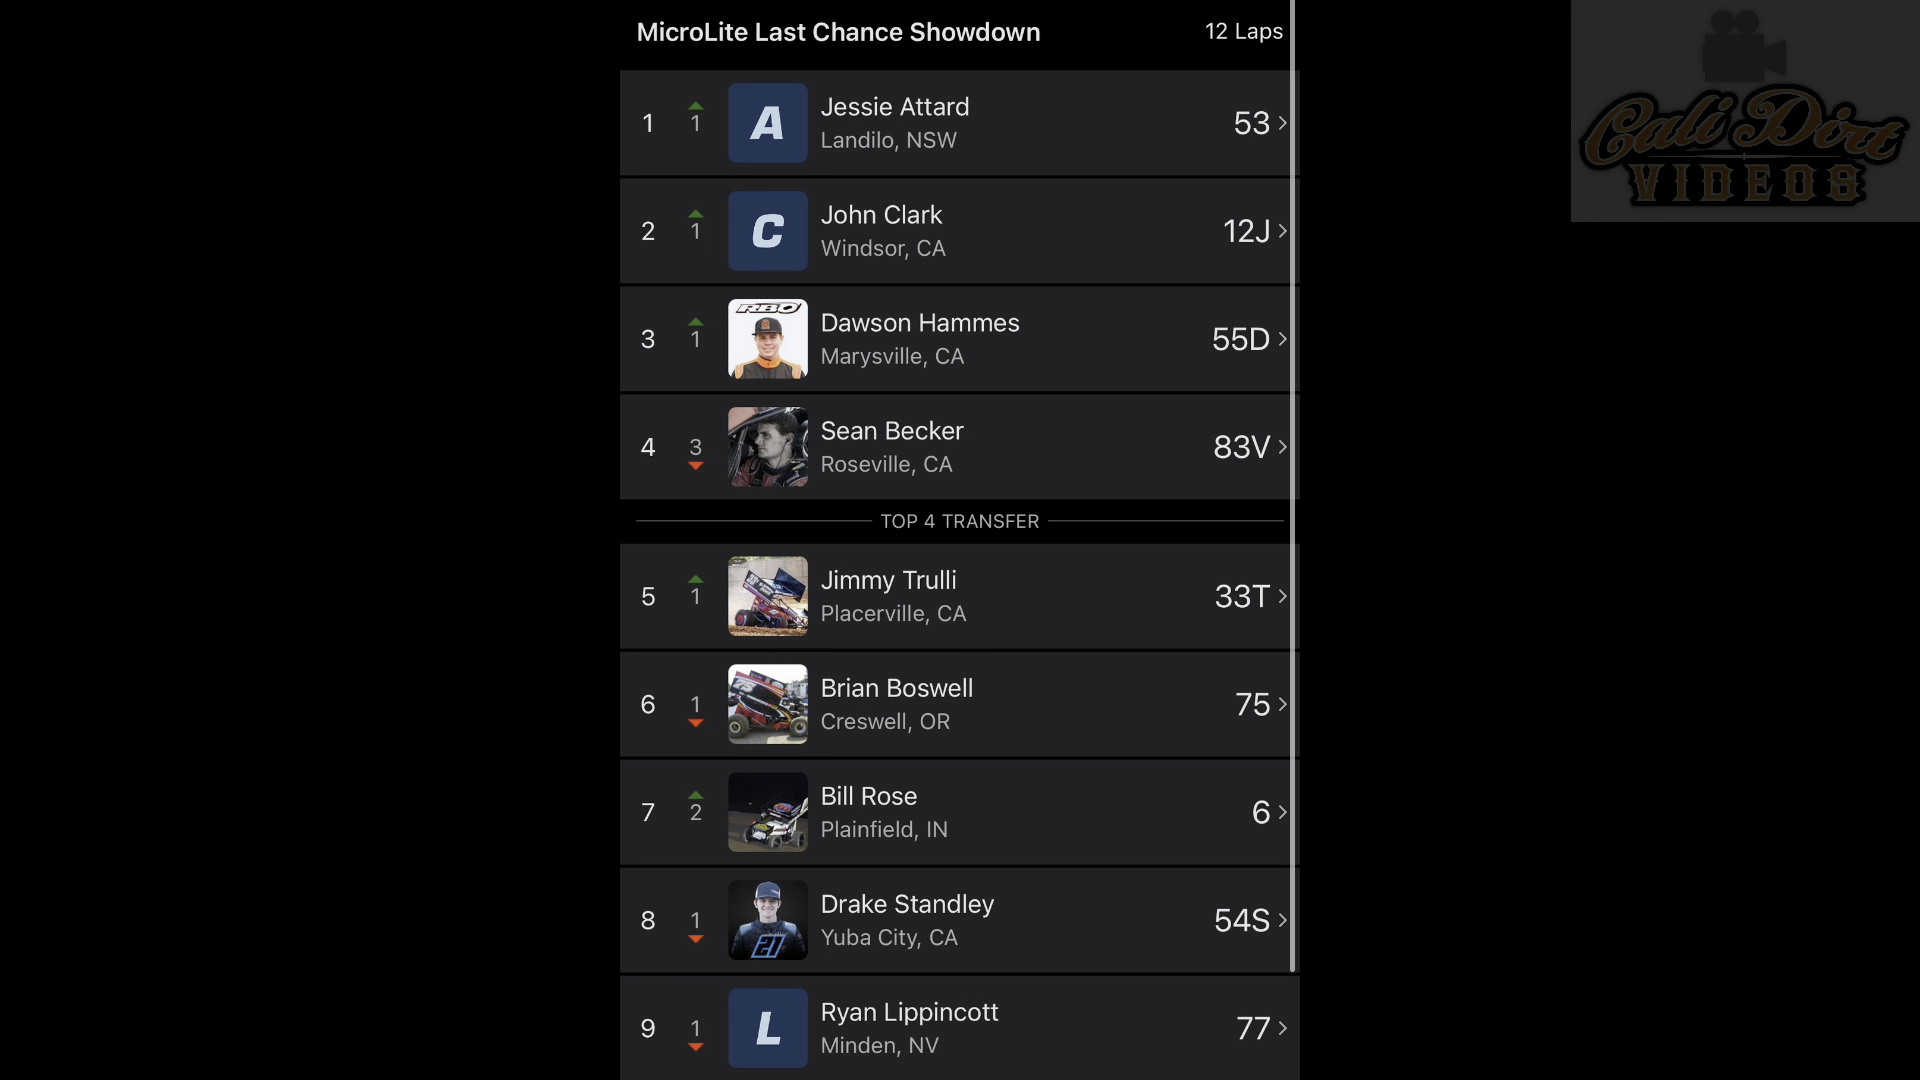 MicroLite Last Chance Showdown 12 Laps
1 1 A Jessie Attard 53
Landilo, NSW
2 1 C John Clark 12J
Windsor, CA
RBO
3 1 Dawson Hammes 55D
Marysville, CA
4 3 Sean Becker 83V
Roseville, CA
TOP 4 TRANSFER
5 1 Jimmy Trulli 33T
Placerville, CA
6 1 75 Brian Boswell 75
Creswell, OR
7 2 Bill Rose 6
Plainfield, IN
8 1 Drake Standley 54S
21 Yuba City, CA
9 1 L Ryan Lippincott 77
Minden, NV
Cali Dirt
VIDEOS